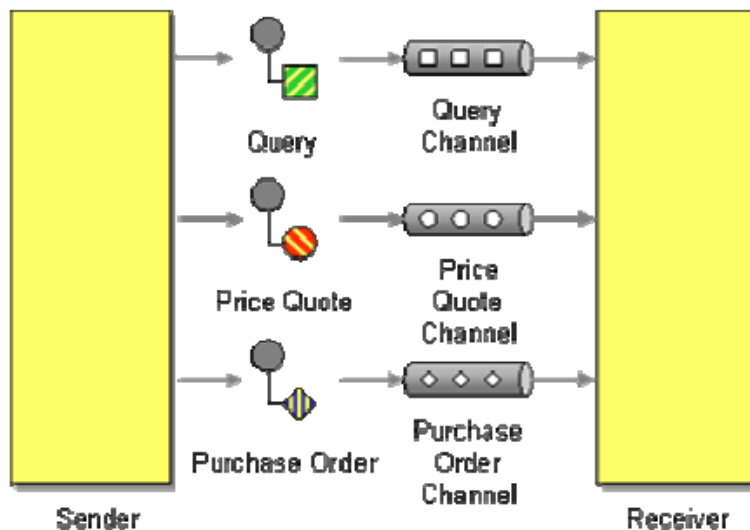 Query
Query
Channel
Price Quote
Price
Quote
Channel
Purchase Order
Purchase
Order
Channel
Sender
Receiver